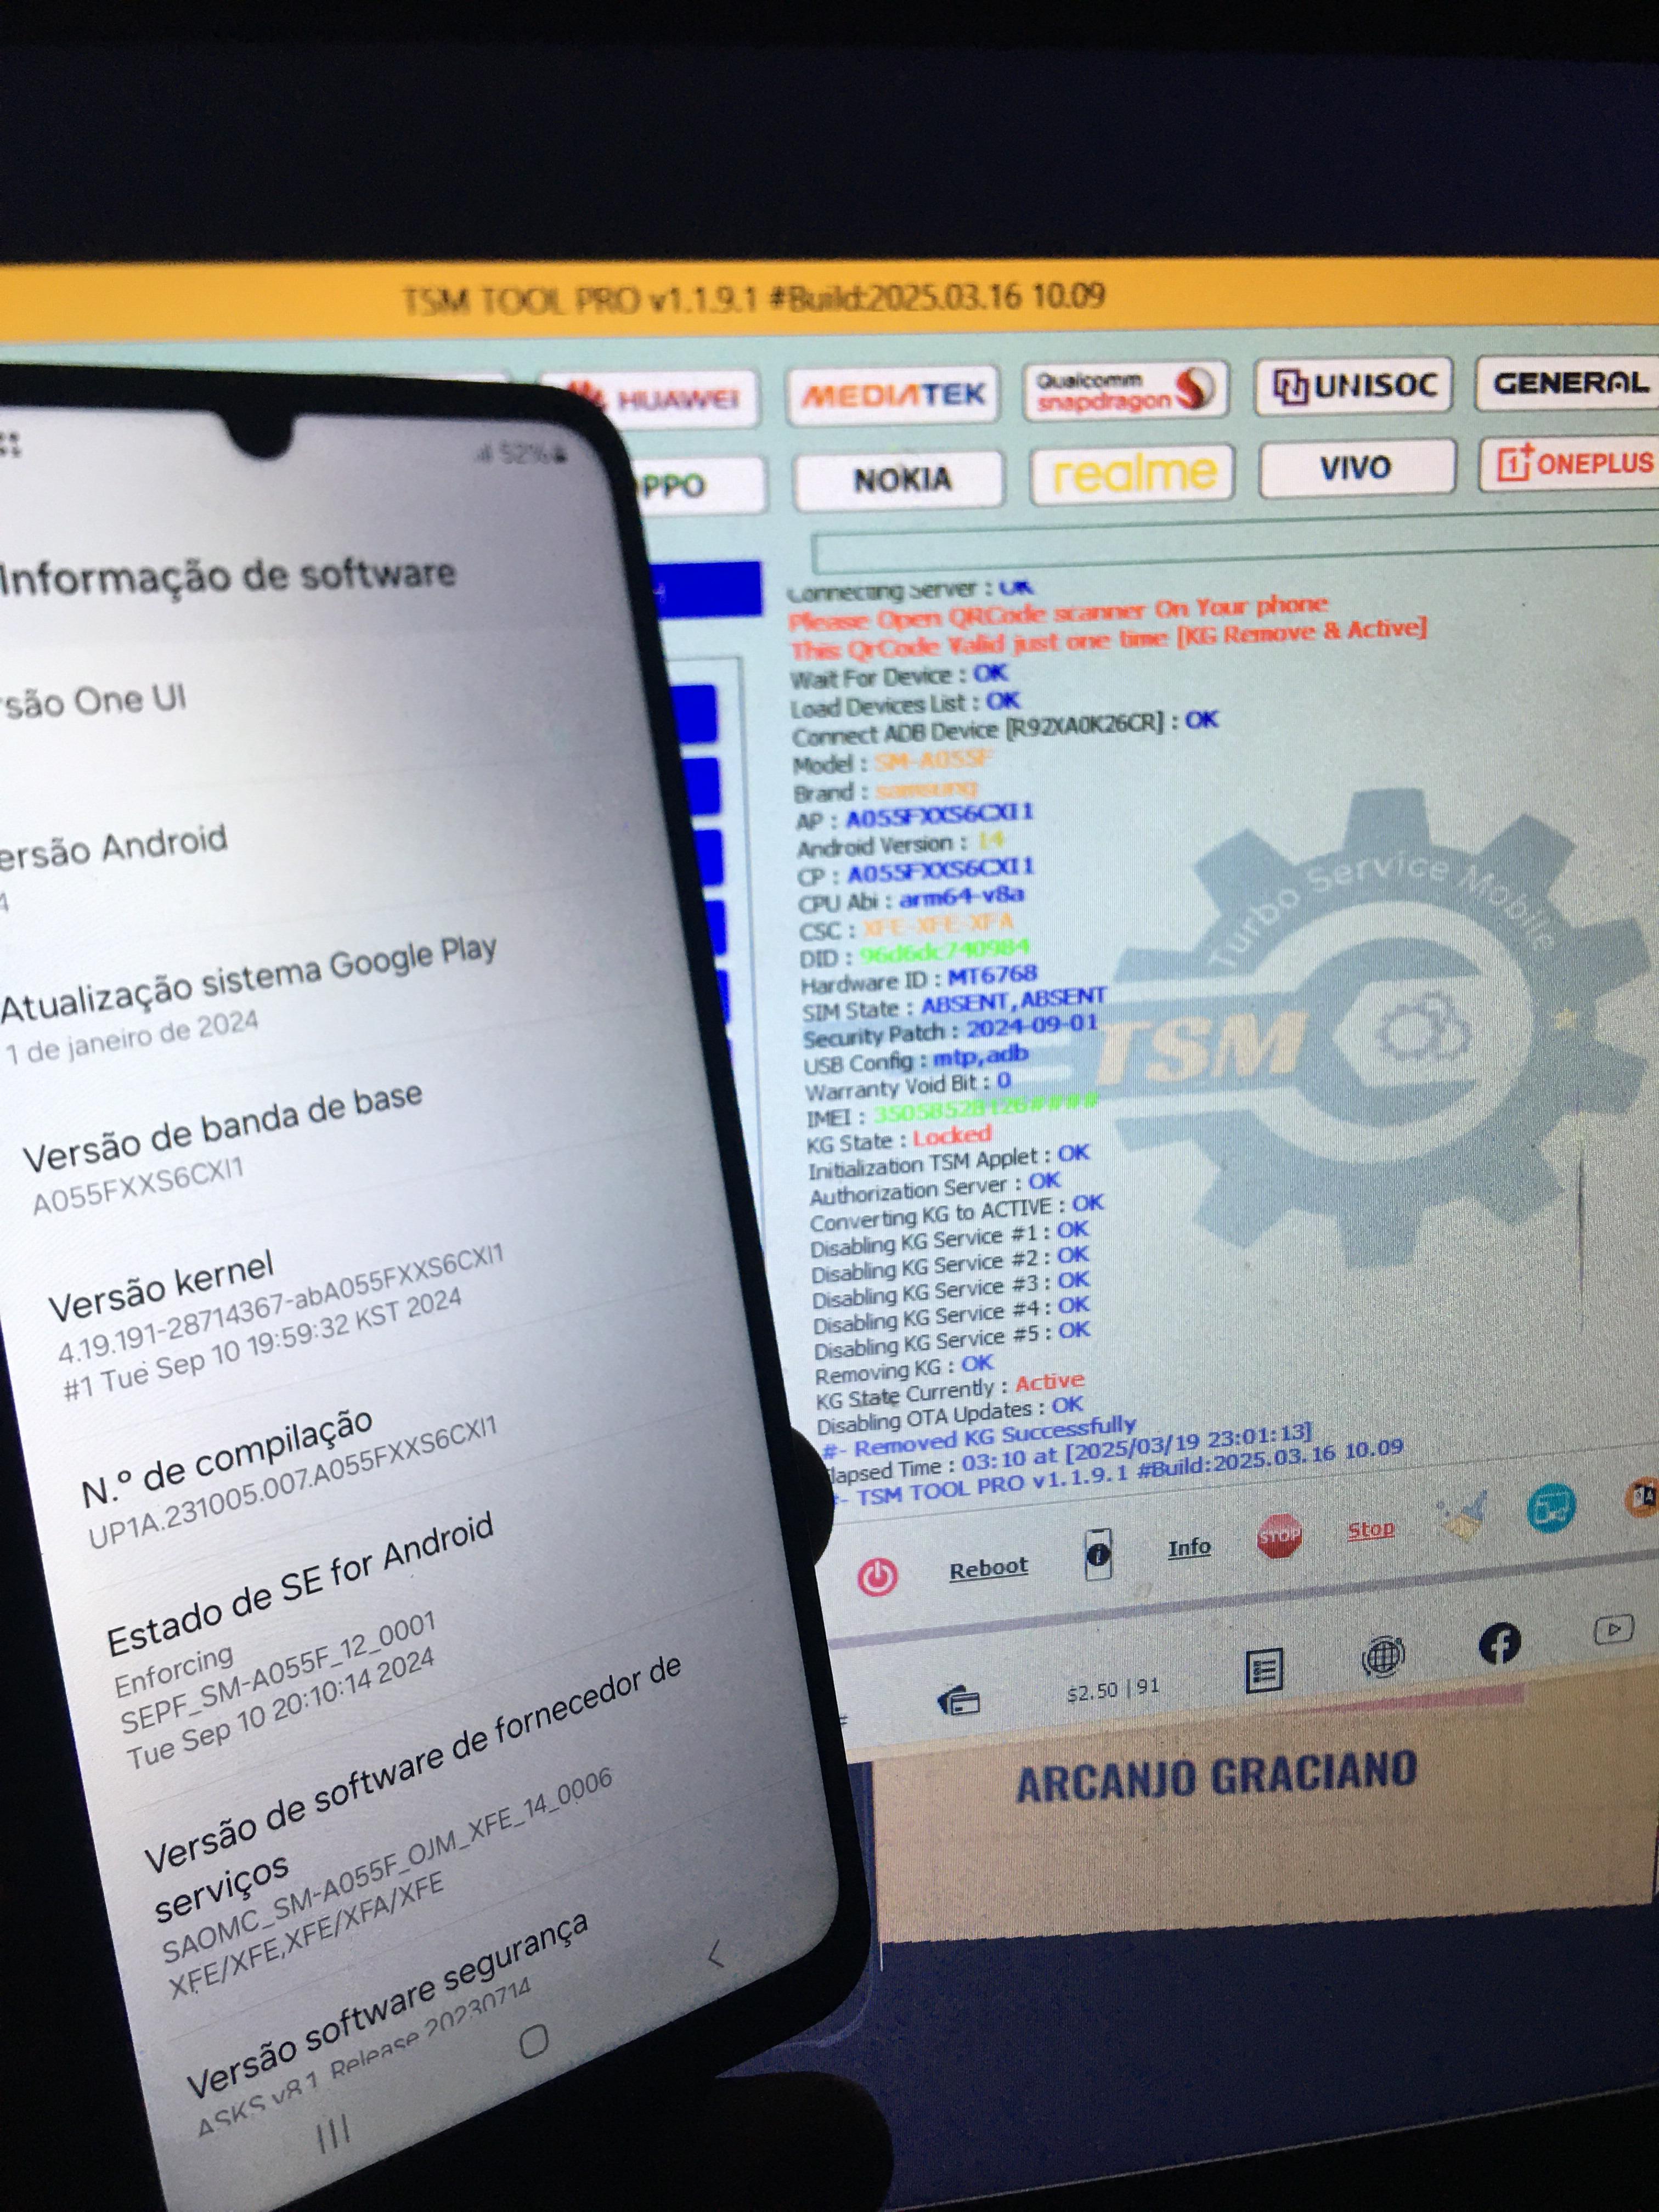 TSM TOOL PRO v1.1.9.1 #Build:2025.03.16 10.09
HUAWEI
MEDIATEK
Qualcomm
snapdragon
UNISOC
GENERAL
PPO
NOKIA
realme
VIVO
1+ ONEPLUS
52%
Informação de software
rsão One UI
ersão Android
4
Atualização sistema Google Play
1 de janeiro de 2024
Versão de banda de base
A055FXXS6CXI1
Versão kernel
4.19.191-28714367-abA055FXXS6CXI1
#1 Tue Sep 10 19:59:32 KST 2024
N.º de compilação
UP1A.231005.007.A055FXXS6CXI1
Estado de SE for Android
Enforcing
SEPF_SM-A055F_12_0001
Tue Sep 10 20:10:14 2024
Versão de software de fornecedor de
serviços
SAOMC_SM-A055F_OJM_XFE_14_0006
XFE/XFE,XFE/XFA/XFE
Versão software segurança
ASKS v8.1 Release 20230714
Connecting Server : OK
Please Open QRCode scanner On Your phone
This QrCode Valid just one time [KG Remove & Active]
Wait For Device : OK
Load Devices List : OK
Connect ADB Device [R92XA0K26CR] : OK
Model : SM-A055F
Brand : samsung
AP : A055FXXS6CXI1
Android Version : 14
CP : A055FXXS6CXI1
CPU Abi : arm64-v8a
CSC : XFE-XFE-XFA
DID : 96d6dc740984
Hardware ID : MT6768
SIM State : ABSENT,ABSENT
Security Patch : 2024-09-01
USB Config : mtp,adb
Warranty Void Bit : 0
IMEI : 35058528126####
KG State : Locked
Initialization TSM Applet : OK
Authorization Server : OK
Converting KG to ACTIVE : OK
Disabling KG Service #1 : OK
Disabling KG Service #2 : OK
Disabling KG Service #3 : OK
Disabling KG Service #4 : OK
Disabling KG Service #5 : OK
Removing KG : OK
KG State Currently : Active
Disabling OTA Updates : OK
#- Removed KG Successfully
lapsed Time : 03:10 at [2025/03/19 23:01:13]
- TSM TOOL PRO v1.1.9.1 #Build:2025.03.16 10.09
Turbo Service Mobile
TSM
Reboot
Info
STOP
Stop
$2.50 | 91
ARCANJO GRACIANO